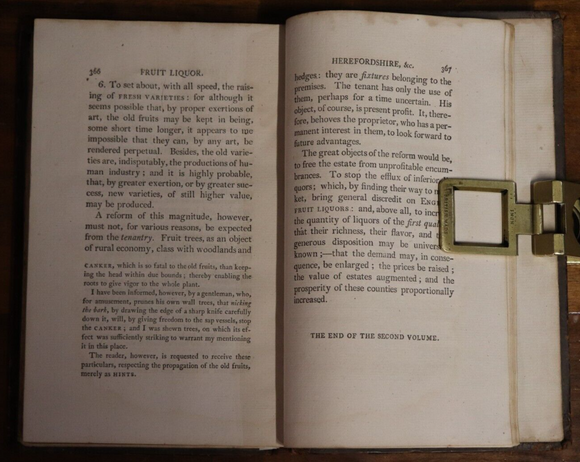 366 FRUIT LIQUOR.
6. To set about, with all speed, the rais-
ing of FRESH VARIETIES: for although it
seems possible that, by proper exertions of
art, the old fruits may be kept in being,
some short time longer, it appears to me
impossible that they can, by any art, be
rendered perpetual. Besides, the old varie-
ties are, indisputably, the productions of hu-
man industry; and it is highly probable,
that, by greater exertion, or by greater suc-
cess, new varieties, of still higher value,
may be produced.
A reform of this magnitude, however,
must not, for various reasons, be expected
from the tenantry. Fruit trees, as an object
of rural economy, class with woodlands and
CANKER, which is so fatal to the old fruits, than keep-
ing the head within due bounds; thereby enabling the
roots to give vigor to the whole plant.
I have been informed, however, by a gentleman, who,
for amusement, prunes his own wall trees, that nicking
the bark, by drawing the edge of a sharp knife carefully
down it, will, by giving freedom to the sap vessels, stop
the CANKER; and I was shown trees, on which its ef-
fect was sufficiently striking to warrant my mentioning
it in this place.
The reader, however, is requested to receive these
particulars, respecting the propagation of the old fruits,
merely as HINTS.
HEREFORDSHIRE, &c. 367
hedges: they are fixtures belonging to the
premises. The tenant has only the use of
them, perhaps for a time uncertain. His
object, of course, is present profit. It, there-
fore, behoves the proprietor, who has a per-
manent interest in them, to look forward to
future advantages.
The great objects of the reform would be,
to free the estate from unprofitable encum-
brances. To stop the efflux of inferior
quors; which, by finding their way to
ket, bring general discredit on
FRUIT LIQUORS: and, above all, to
the quantity of liquors of the first
that their richness, their flavor, and
generous disposition may be
known;—that the demand may, in conse-
quence, be enlarged; the prices be raised;
the value of estates augmented; and the
prosperity of these counties proportionally
increased.
THE END OF THE SECOND VOLUME.